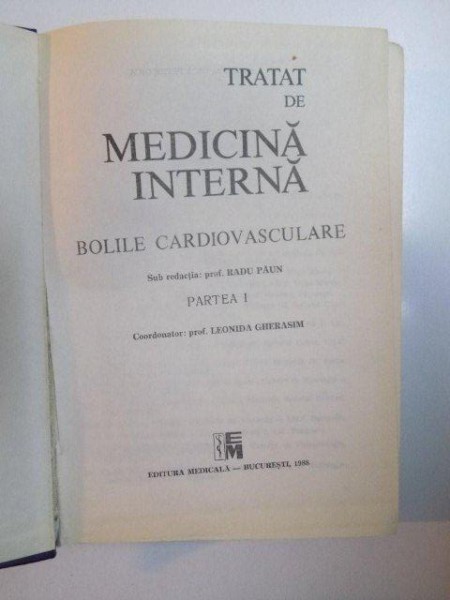 TRATAT
DE
MEDICINĂ
INTERNĂ
BOLILE CARDIOVASCULARE
Sub redacția: prof. RADU PĂUN
PARTEA I
Coordonator: prof. LEONIDA GHERASIM
EM
EDITURA MEDICALĂ — BUCUREȘTI, 1988